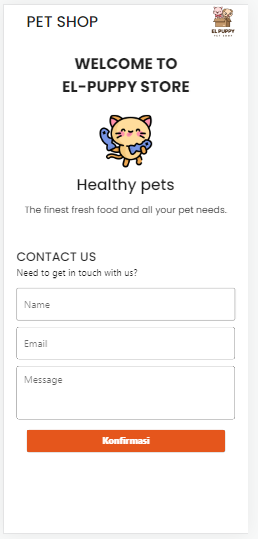 PET SHOP
EL PUPPY
PET SHOP
WELCOME TO
EL-PUPPY STORE
Healthy pets
The finest fresh food and all your pet needs.
CONTACT US
Need to get in touch with us?
Name
Email
Message
Konfirmasi